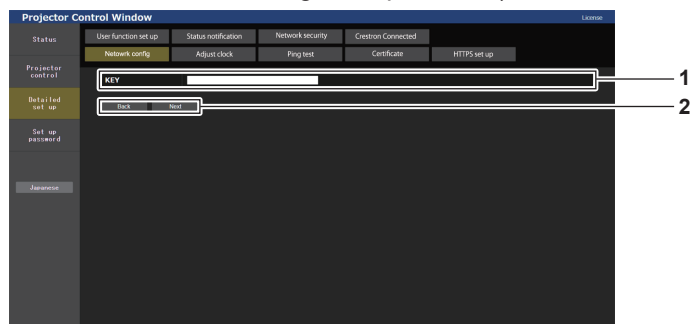 Projector Control Window
License
Status
User function set up
Status notification
Network security
Crestron Connected
Netowrk config
Adjust clock
Ping test
Certificate
HTTPS set up
Projector
control
KEY
1
Detailed
set up
Back
Next
2
Set up
password
Japanese